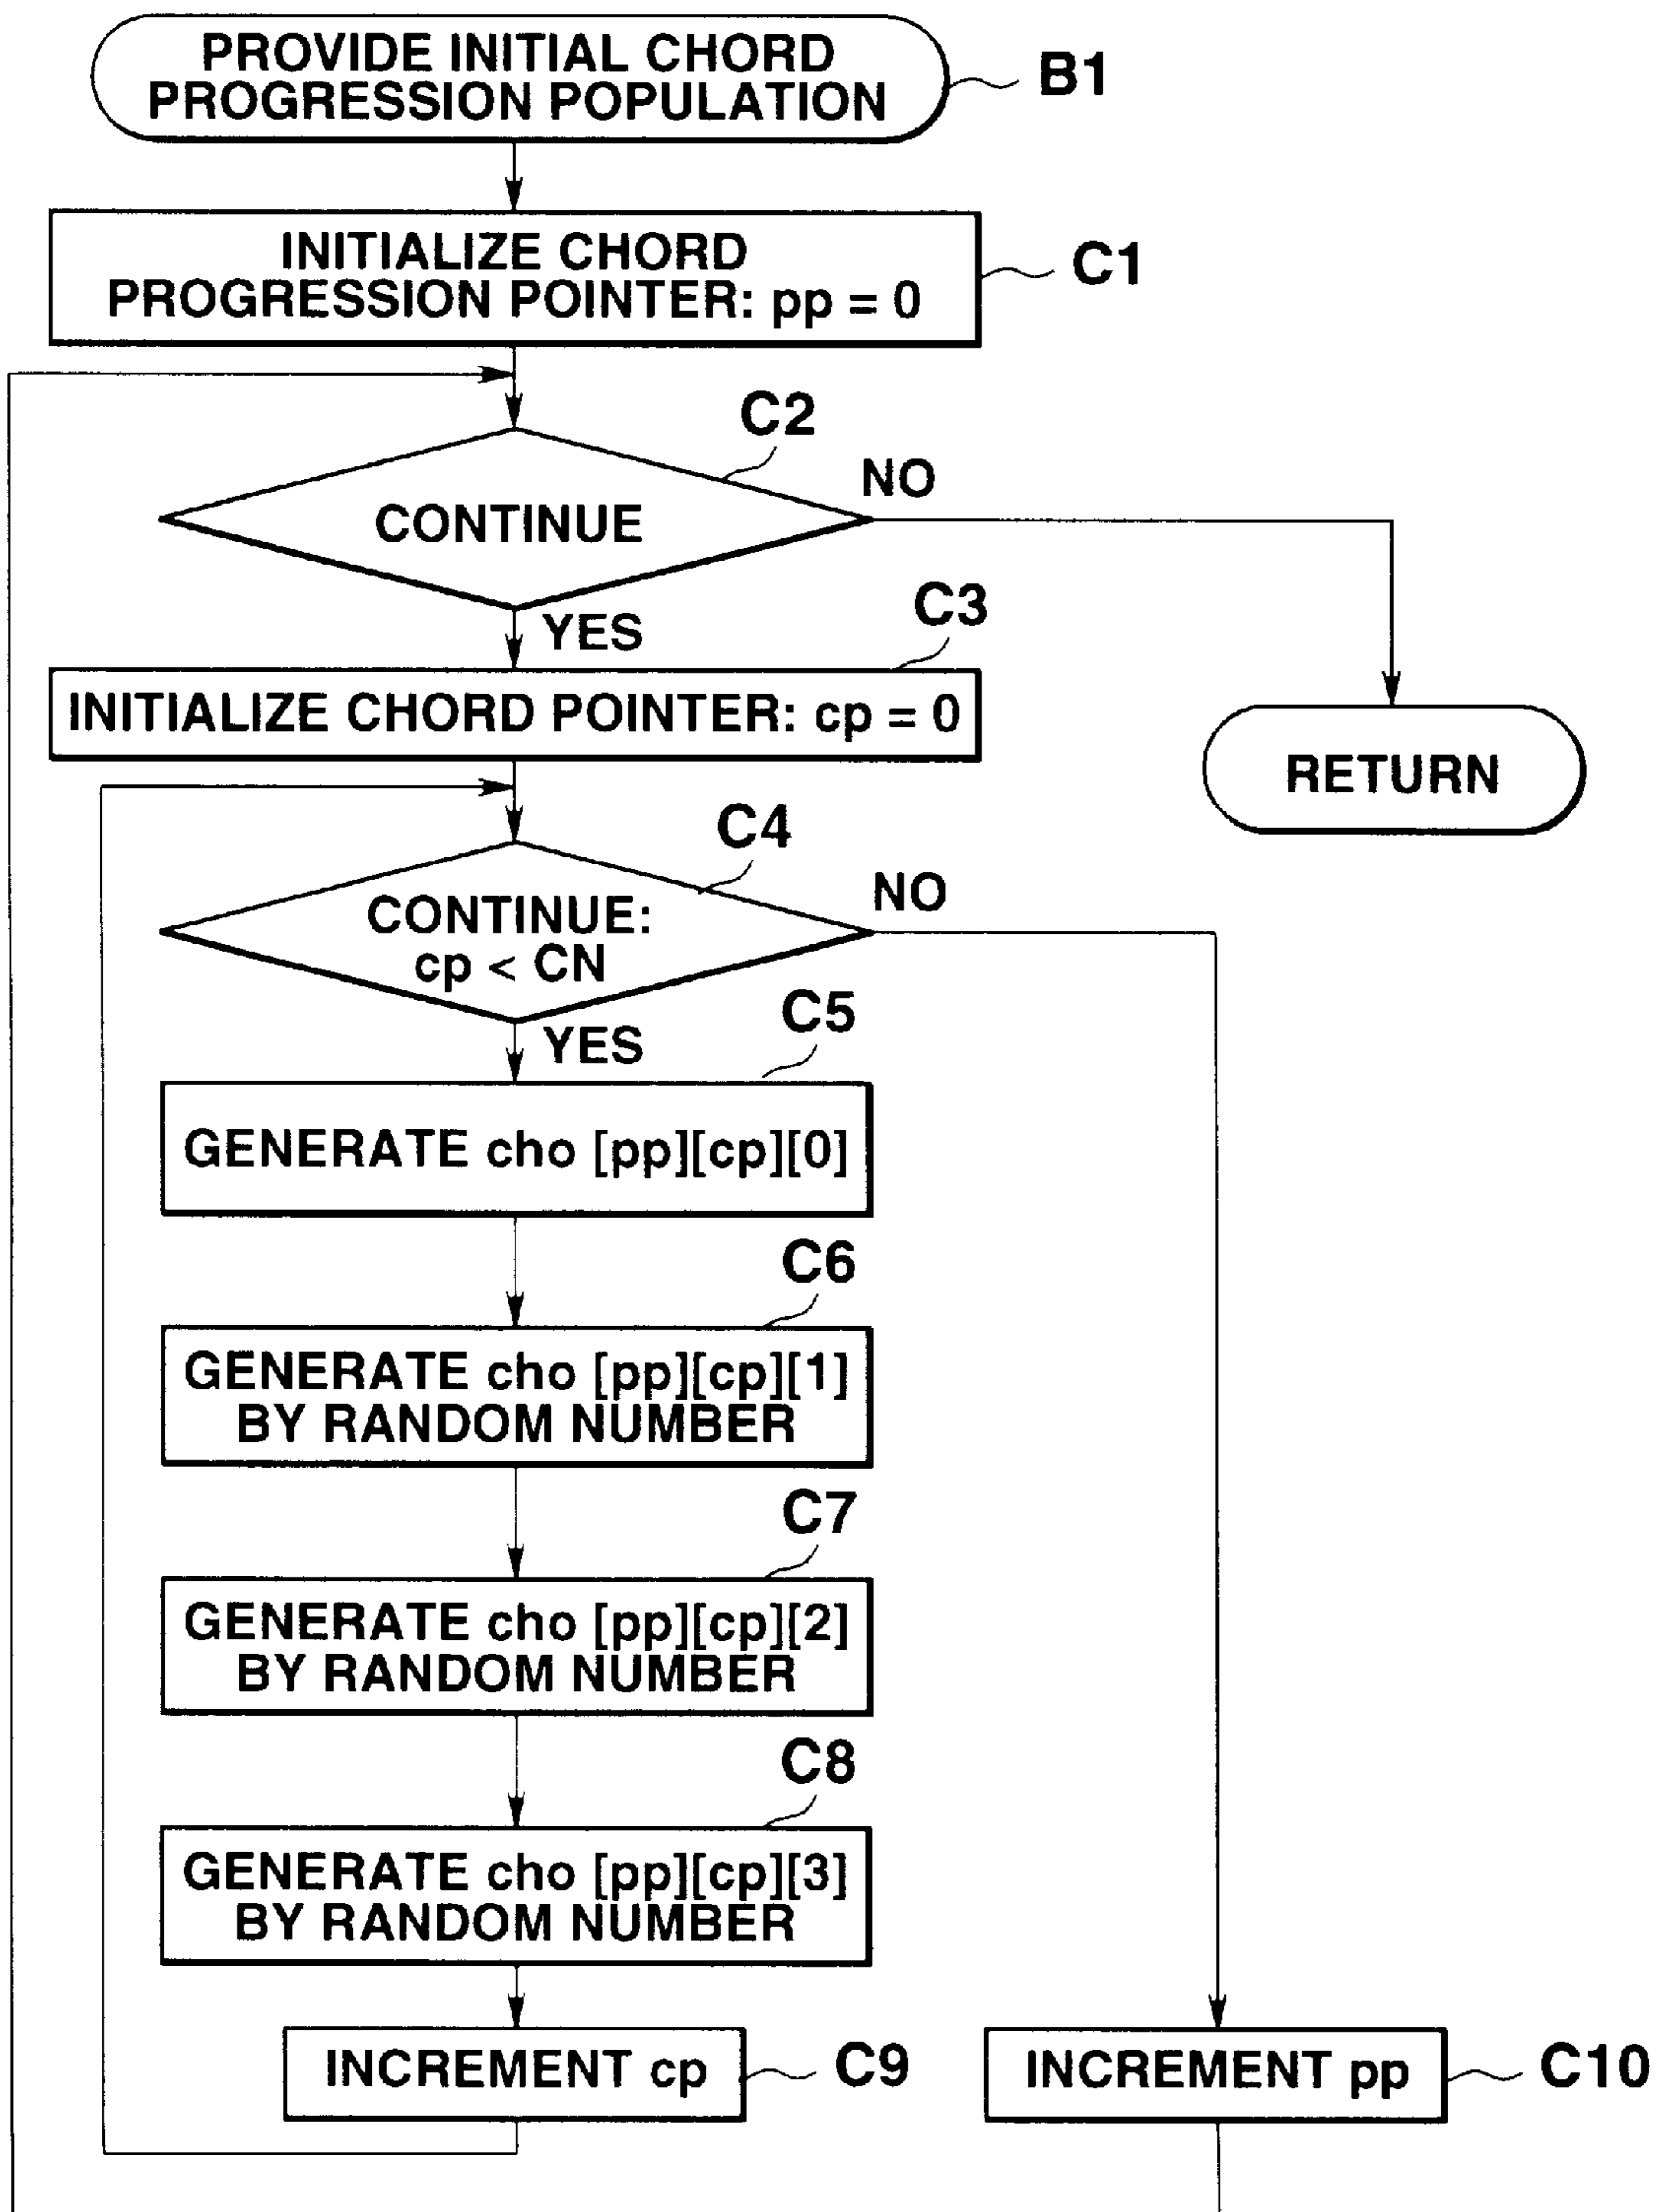 PROVIDE INITIAL CHORD
PROGRESSION POPULATION
B1
INITIALIZE CHORD
PROGRESSION POINTER: pp = 0
C1
C2
CONTINUE
NO
YES
C3
INITIALIZE CHORD POINTER: cp = 0
RETURN
C4
CONTINUE:
cp < CN
NO
YES
C5
GENERATE cho [pp][cp][0]
C6
GENERATE cho [pp][cp][1]
BY RANDOM NUMBER
C7
GENERATE cho [pp][cp][2]
BY RANDOM NUMBER
C8
GENERATE cho [pp][cp][3]
BY RANDOM NUMBER
INCREMENT cp
C9
INCREMENT pp
C10